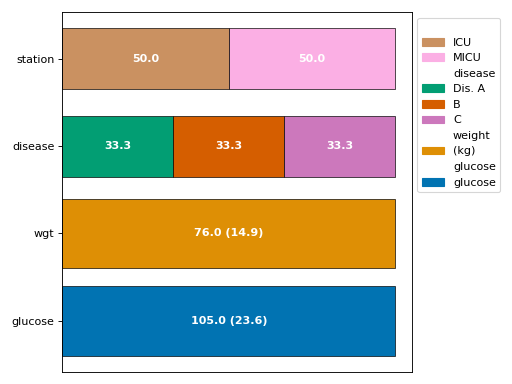 station
50.0
50.0
disease
33.3
33.3
33.3
wgt
76.0 (14.9)
glucose
105.0 (23.6)
ICU
MICU
disease
Dis. A
B
C
weight
(kg)
glucose
glucose